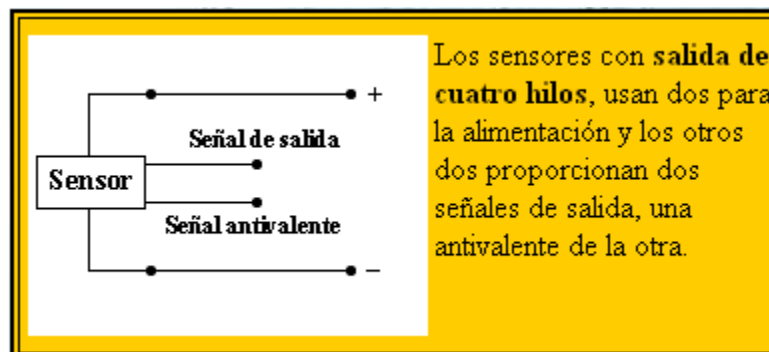 +
Señal de salida
Sensor
Señal antivalente
−
Los sensores con salida de
cuatro hilos, usan dos para
la alimentación y los otros
dos proporcionan dos
señales de salida, una
antivalente de la otra.